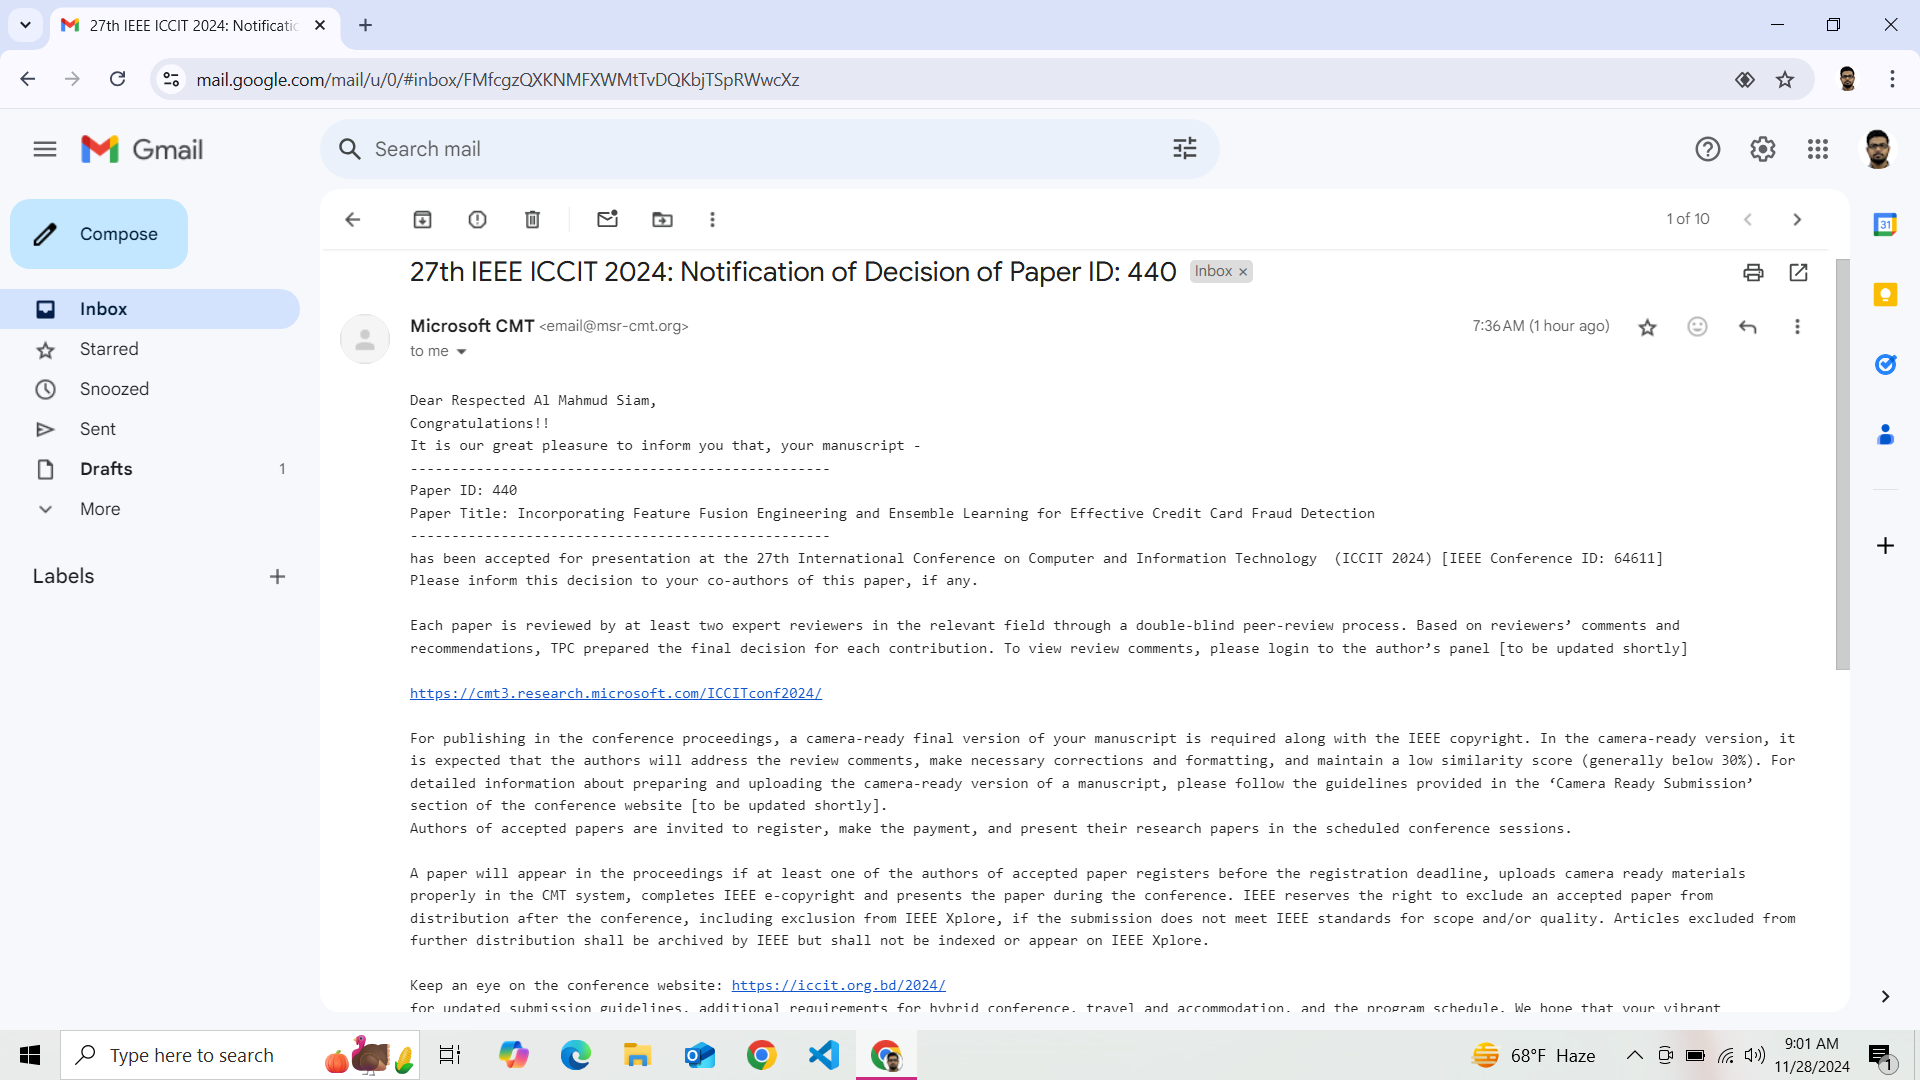 27th IEEE ICCIT 2024: Notificatic
mail.google.com/mail/u/0/#inbox/FMfcgzQXKNMFXWMtTvDQKbjTSpRWwcXz
Gmail
Search mail
Compose
Inbox
Starred
Snoozed
Sent
Drafts 1
More
Labels
1 of 10
27th IEEE ICCIT 2024: Notification of Decision of Paper ID: 440 Inbox
Microsoft CMT <email@msr-cmt.org>
7:36 AM (1 hour ago)
to me
Dear Respected Al Mahmud Siam,
Congratulations!!
It is our great pleasure to inform you that, your manuscript -
---------------------------------------------------
Paper ID: 440
Paper Title: Incorporating Feature Fusion Engineering and Ensemble Learning for Effective Credit Card Fraud Detection
---------------------------------------------------
has been accepted for presentation at the 27th International Conference on Computer and Information Technology  (ICCIT 2024) [IEEE Conference ID: 64611]
Please inform this decision to your co-authors of this paper, if any.
Each paper is reviewed by at least two expert reviewers in the relevant field through a double-blind peer-review process. Based on reviewers’ comments and
recommendations, TPC prepared the final decision for each contribution. To view review comments, please login to the author’s panel [to be updated shortly]
https://cmt3.research.microsoft.com/ICCITconf2024/
For publishing in the conference proceedings, a camera-ready final version of your manuscript is required along with the IEEE copyright. In the camera-ready version, it
is expected that the authors will address the review comments, make necessary corrections and formatting, and maintain a low similarity score (generally below 30%). For
detailed information about preparing and uploading the camera-ready version of a manuscript, please follow the guidelines provided in the ‘Camera Ready Submission’
section of the conference website [to be updated shortly].
Authors of accepted papers are invited to register, make the payment, and present their research papers in the scheduled conference sessions.
A paper will appear in the proceedings if at least one of the authors of accepted paper registers before the registration deadline, uploads camera ready materials
properly in the CMT system, completes IEEE e-copyright and presents the paper during the conference. IEEE reserves the right to exclude an accepted paper from
distribution after the conference, including exclusion from IEEE Xplore, if the submission does not meet IEEE standards for scope and/or quality. Articles excluded from
further distribution shall be archived by IEEE but shall not be indexed or appear on IEEE Xplore.
Keep an eye on the conference website: https://iccit.org.bd/2024/
for updated submission guidelines, additional requirements for hybrid conference, travel and accommodation, and the program schedule. We hope that your vibrant
31
Type here to search
68°F Haze
9:01 AM
11/28/2024
1